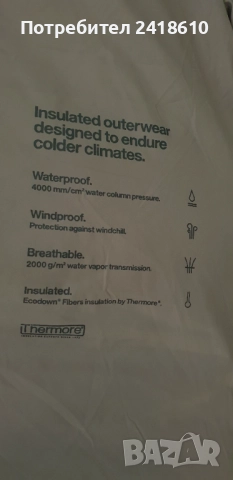 Потребител 2418610
Insulated outerwear
designed to endure
colder climates.
Waterproof.
4000 mm/cm² water column pressure.
Windproof.
Protection against windchill.
Breathable.
2000 g/m² water vapor transmission.
Insulated.
Ecodown® Fibers insulation by Thermore®.
Thermore®
BAZAR